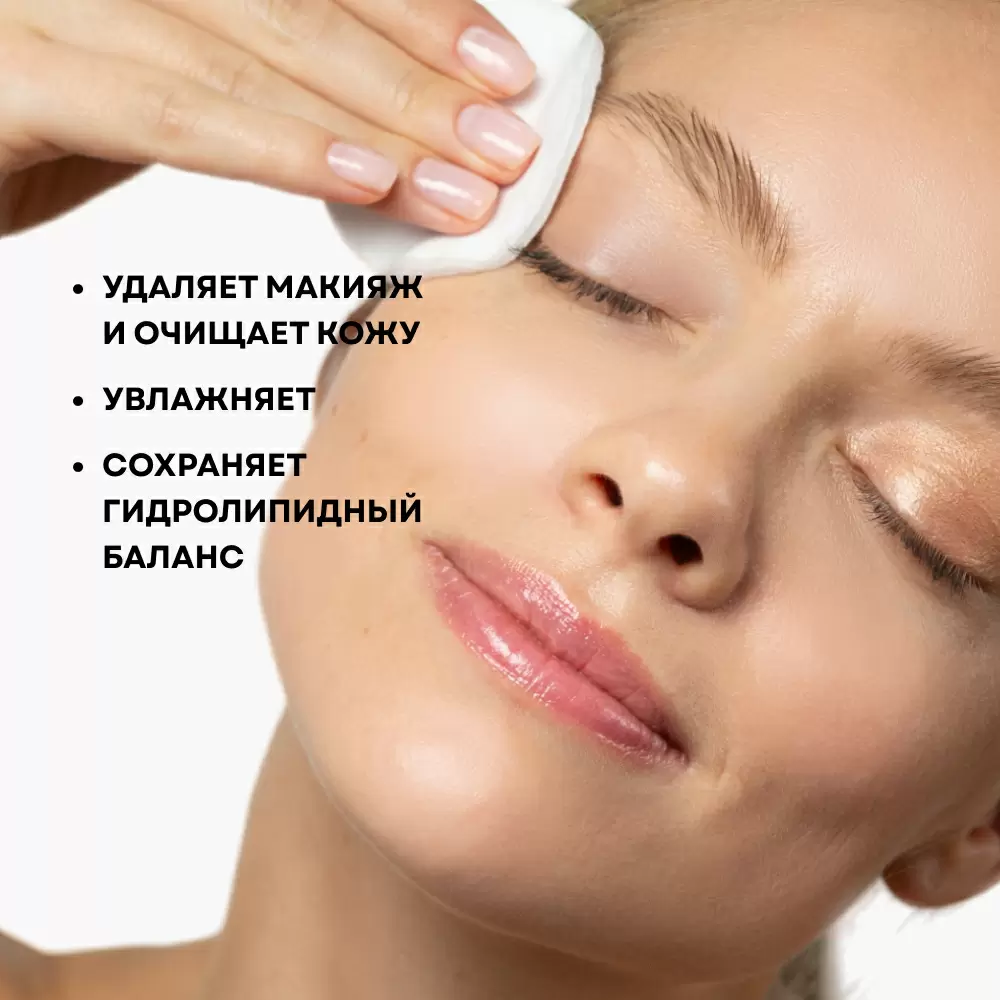 • УДАЛЯЕТ МАКИЯЖ
И ОЧИЩАЕТ КОЖУ
• УВЛАЖНЯЕТ
• СОХРАНЯЕТ
ГИДРОЛИПИДНЫЙ
БАЛАНС